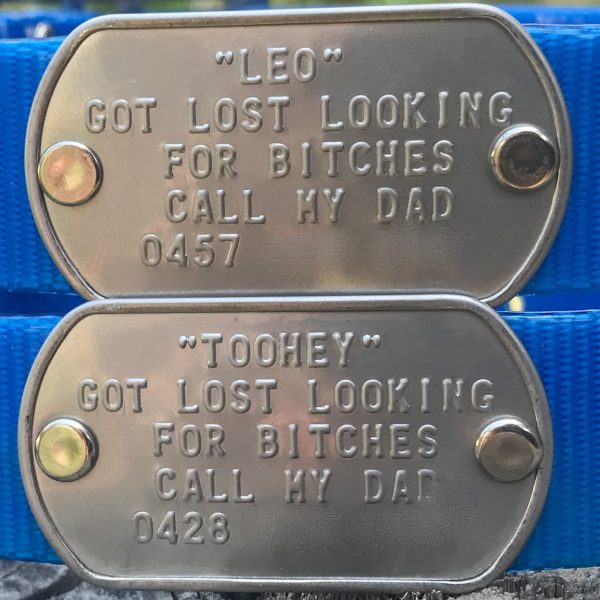 "LEO"
GOT LOST LOOKING
FOR BITCHES
CALL MY DAD
0457
"TOOHEY"
GOT LOST LOOKING
FOR BITCHES
CALL MY DAD
0428